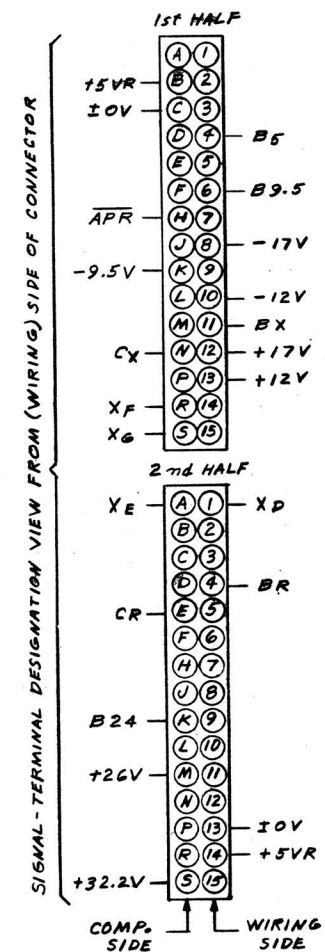 1st HALF
A 1
+5VR B 2
±0V C 3
D 4 B5
E 5
F 6 B9.5
APR H 7
J 8 -17V
-9.5V K 9
L 10 -12V
M 11 BX
CX N 12 +17V
P 13 +12V
XF R 14
XG S 15
2nd HALF
XE A 1 XD
B 2
C 3
D 4 BR
CR E 5
F 6
H 7
J 8
B24 K 9
L 10
+26V M 11
N 12
P 13 ±0V
R 14 +5VR
+32.2V S 15
COMP. SIDE
WIRING SIDE
SIGNAL-TERMINAL DESIGNATION VIEW FROM (WIRING) SIDE OF CONNECTOR